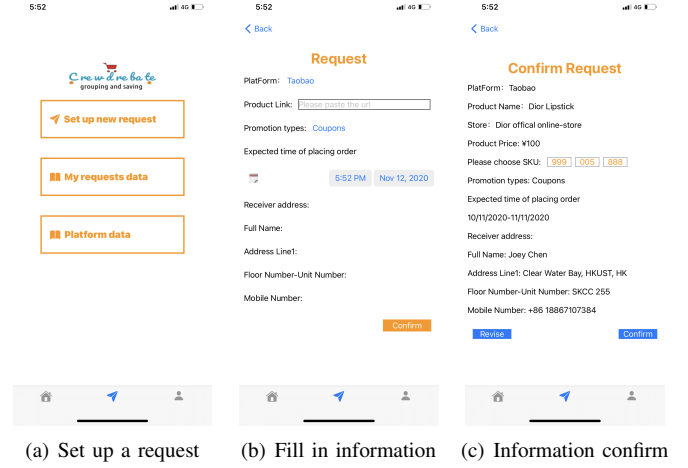 5:52
4G
Crewdrebate
grouping and saving
Set up new request
My requests data
Platform data
(a) Set up a request
5:52
4G
Back
Request
PlatForm: Taobao
Product Link: Please paste the url
Promotion types: Coupons
Expected time of placing order
5:52 PM Nov 12, 2020
Receiver address:
Full Name:
Address Line1:
Floor Number-Unit Number:
Mobile Number:
Confirm
(b) Fill in information
5:52
4G
Back
Confirm Request
PlatForm: Taobao
Product Name: Dior Lipstick
Store: Dior offical online-store
Product Price: ¥100
Please choose SKU: 999 005 888
Promotion types: Coupons
Expected time of placing order
10/11/2020-11/11/2020
Receiver address:
Full Name: Joey Chen
Address Line1: Clear Water Bay, HKUST, HK
Floor Number-Unit Number: SKCC 255
Mobile Number: +86 18867107384
Revise Confirm
(c) Information confirm